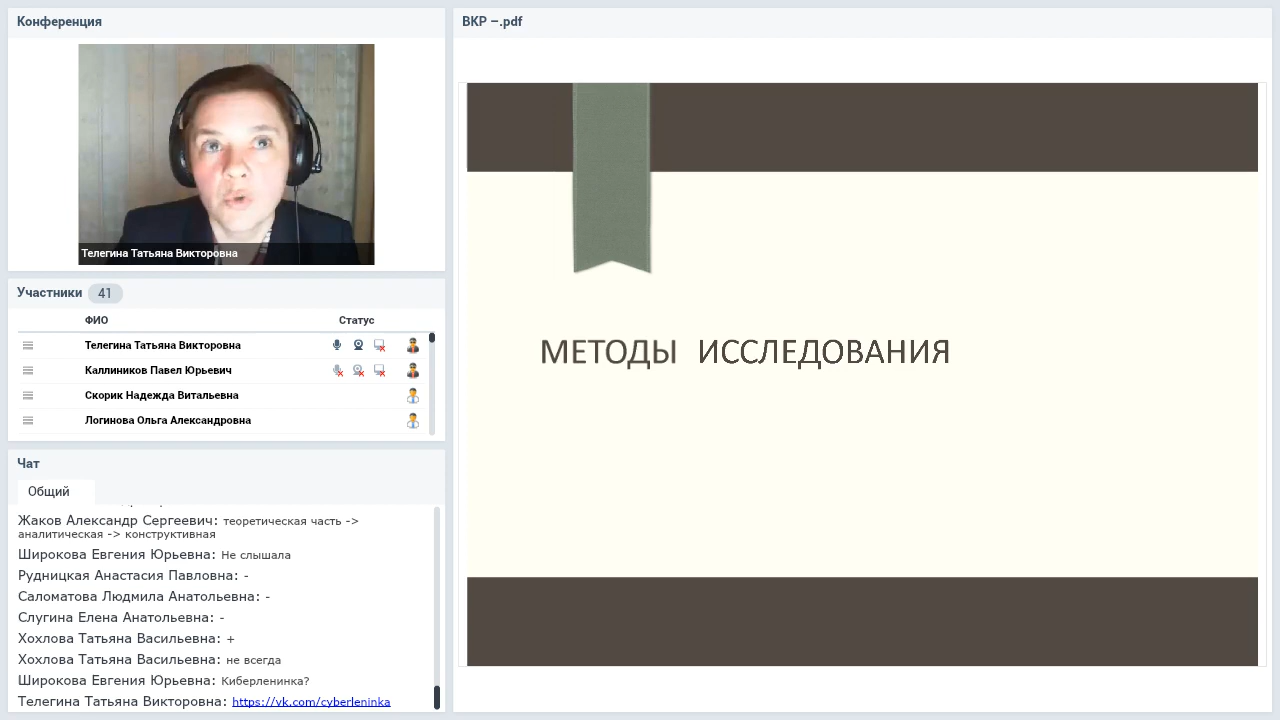 Конференция
Телегина Татьяна Викторовна
Участники 41
ФИО Статус
Телегина Татьяна Викторовна
Каллиников Павел Юрьевич
Скорик Надежда Витальевна
Логинова Ольга Александровна
Чат
Общий
Жаков Александр Сергеевич: теоретическая часть ->
аналитическая -> конструктивная
Широкова Евгения Юрьевна: Не слышала
Рудницкая Анастасия Павловна: -
Саломатова Людмила Анатольевна: -
Слугина Елена Анатольевна: -
Хохлова Татьяна Васильевна: +
Хохлова Татьяна Васильевна: не всегда
Широкова Евгения Юрьевна: Киберленинка?
Телегина Татьяна Викторовна: https://vk.com/cyberleninka
ВКР –.pdf
МЕТОДЫ ИССЛЕДОВАНИЯ